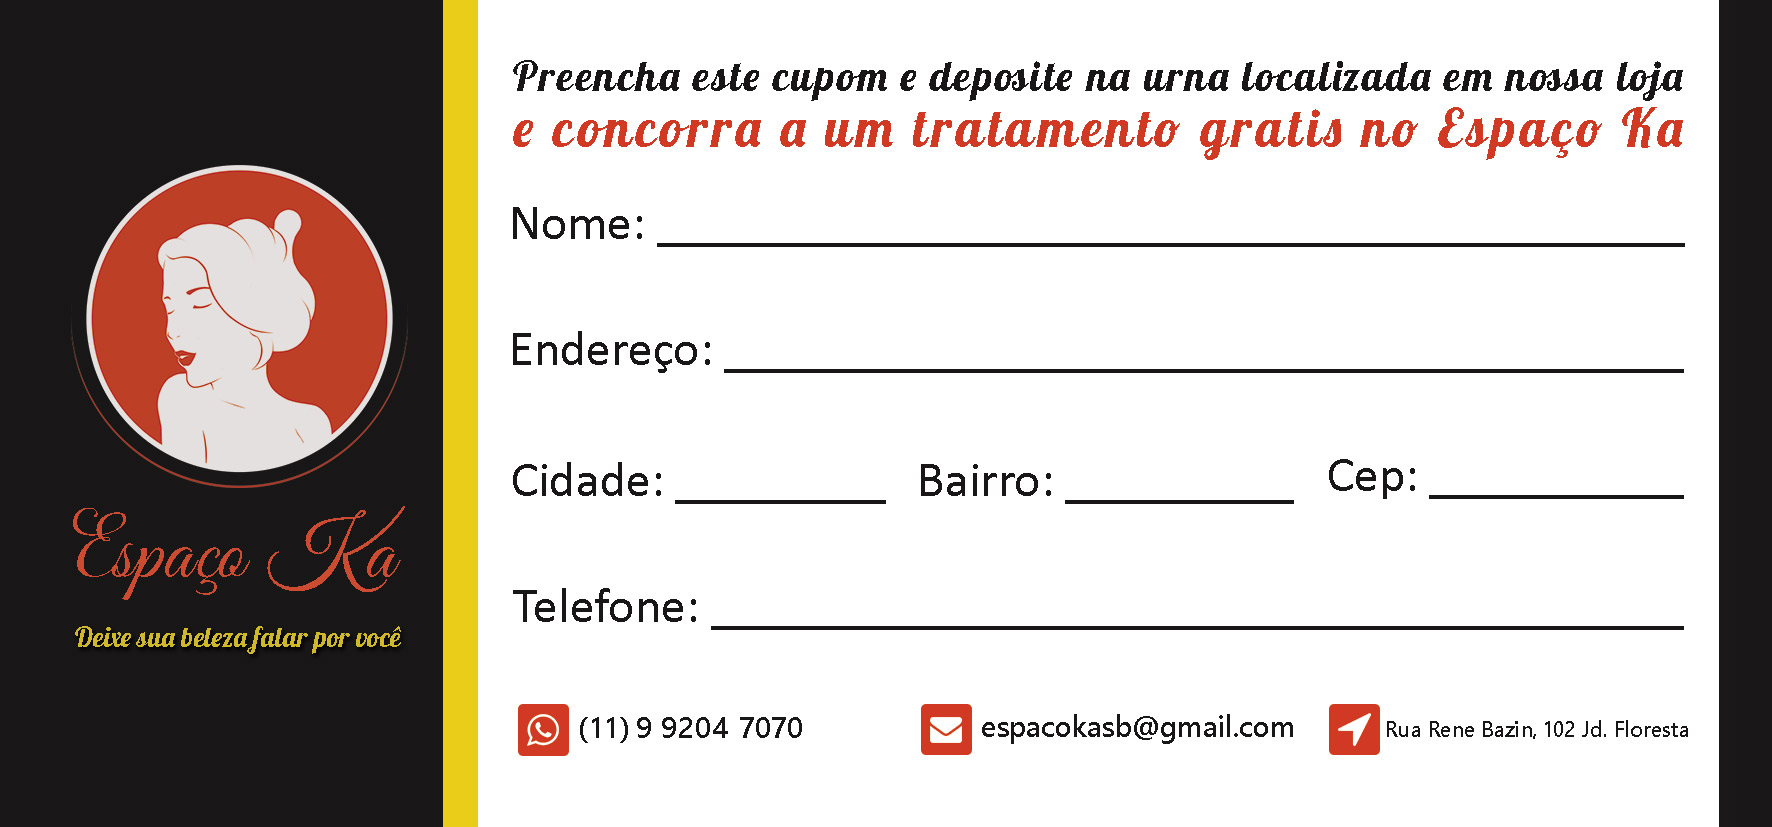 Preencha este cupom e deposite na urna localizada em nossa loja
e concorra a um tratamento gratis no Espaço Ka
Nome:
Endereço:
Cidade: Bairro: Cep:
Telefone:
(11) 9 9204 7070 espacokasb@gmail.com Rua Rene Bazin, 102 Jd. Floresta
Espaço Ka
Deixe sua beleza falar por você